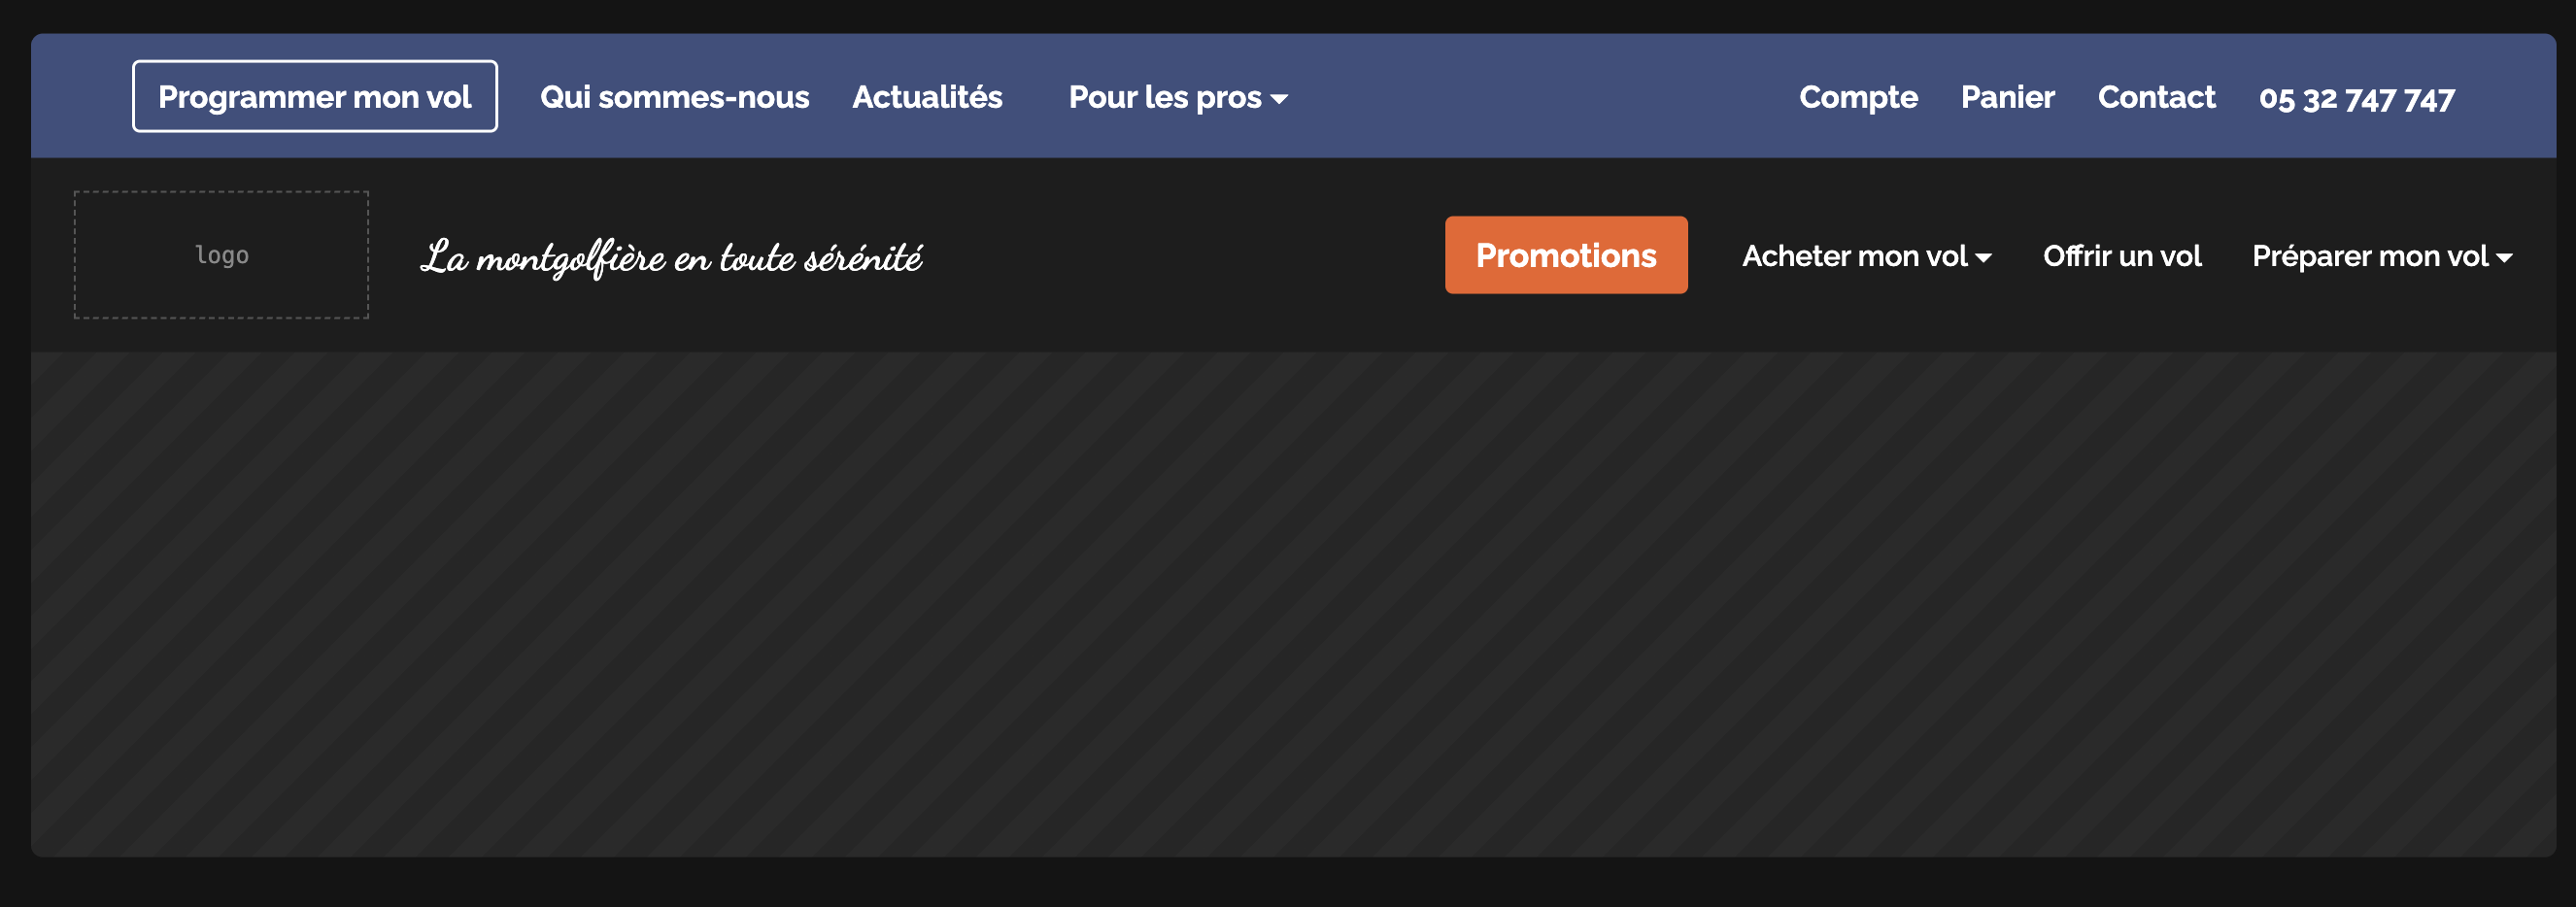 Programmer mon vol Qui sommes-nous Actualités Pour les pros Compte Panier Contact 05 32 747 747
logo La montgolfière en toute sérénité Promotions Acheter mon vol Offrir un vol Préparer mon vol